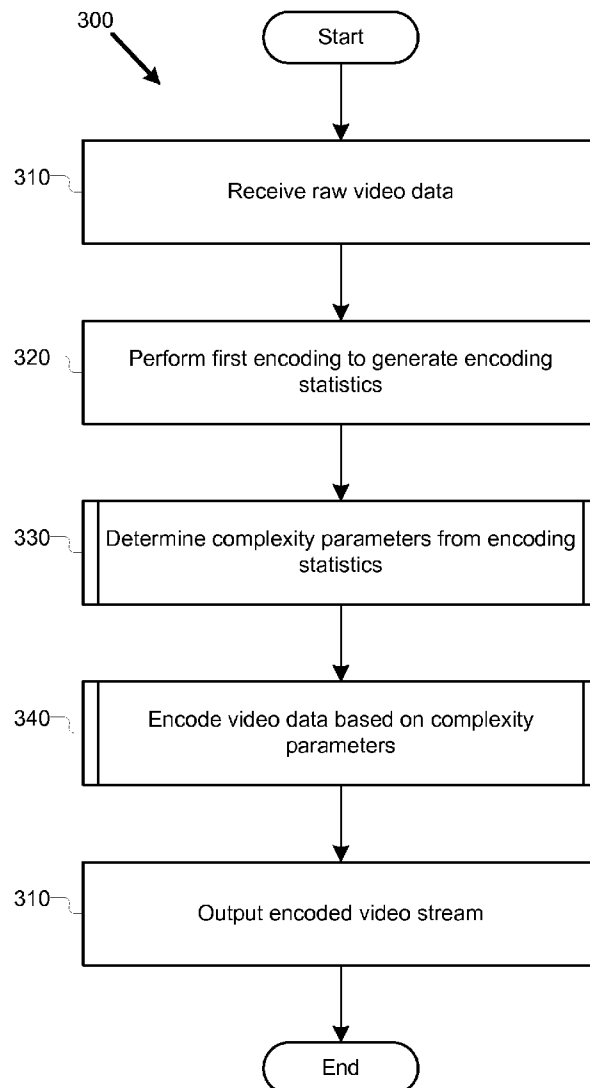 300
Start
310
Receive raw video data
320
Perform first encoding to generate encoding
statistics
330
Determine complexity parameters from encoding
statistics
340
Encode video data based on complexity
parameters
310
Output encoded video stream
End